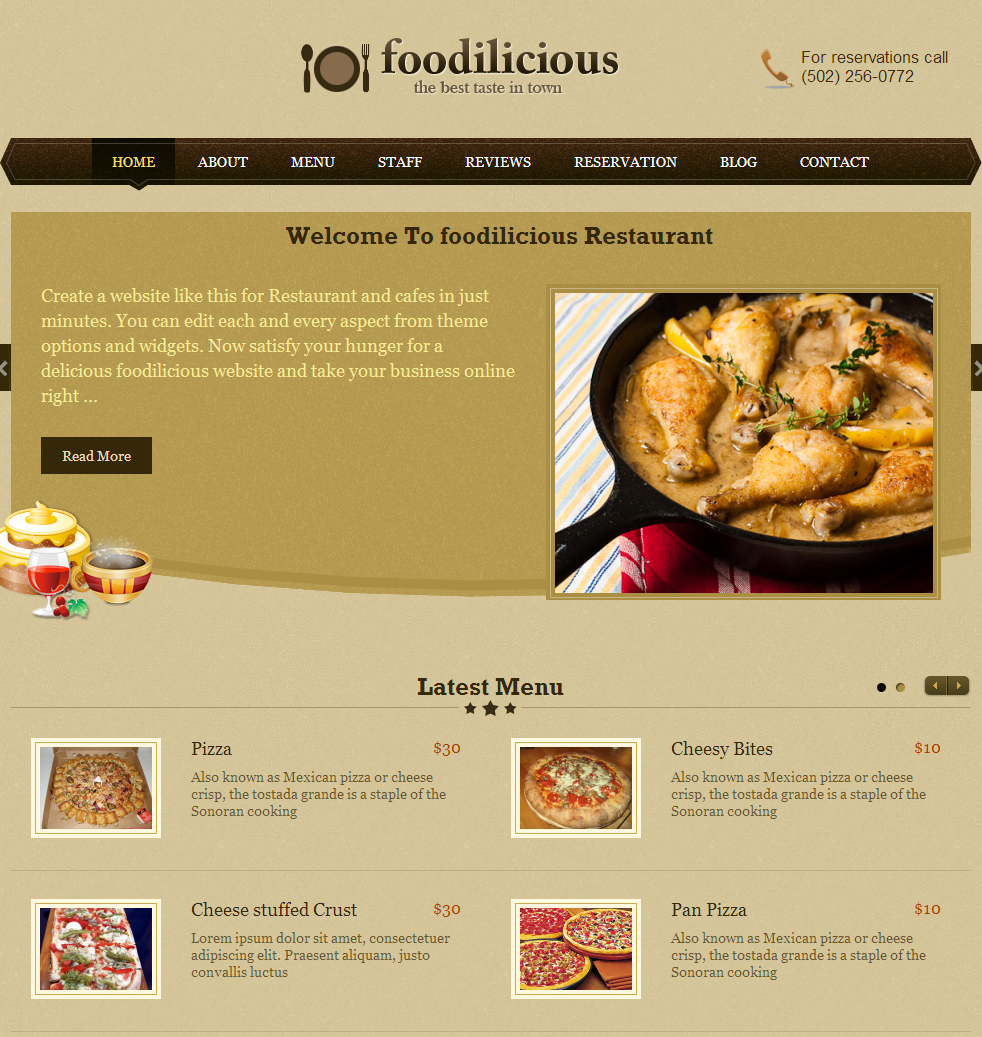 foodilicious
the best taste in town
For reservations call
(502) 256-0772
HOME ABOUT MENU STAFF REVIEWS RESERVATION BLOG CONTACT
Welcome To foodilicious Restaurant
Create a website like this for Restaurant and cafes in just
minutes. You can edit each and every aspect from theme
options and widgets. Now satisfy your hunger for a
delicious foodilicious website and take your business online
right ...
Read More
Latest Menu
Pizza $30
Also known as Mexican pizza or cheese
crisp, the tostada grande is a staple of the
Sonoran cooking
Cheesy Bites $10
Also known as Mexican pizza or cheese
crisp, the tostada grande is a staple of the
Sonoran cooking
Cheese stuffed Crust $30
Lorem ipsum dolor sit amet, consectetuer
adipiscing elit. Praesent aliquam, justo
convallis luctus
Pan Pizza $10
Also known as Mexican pizza or cheese
crisp, the tostada grande is a staple of the
Sonoran cooking